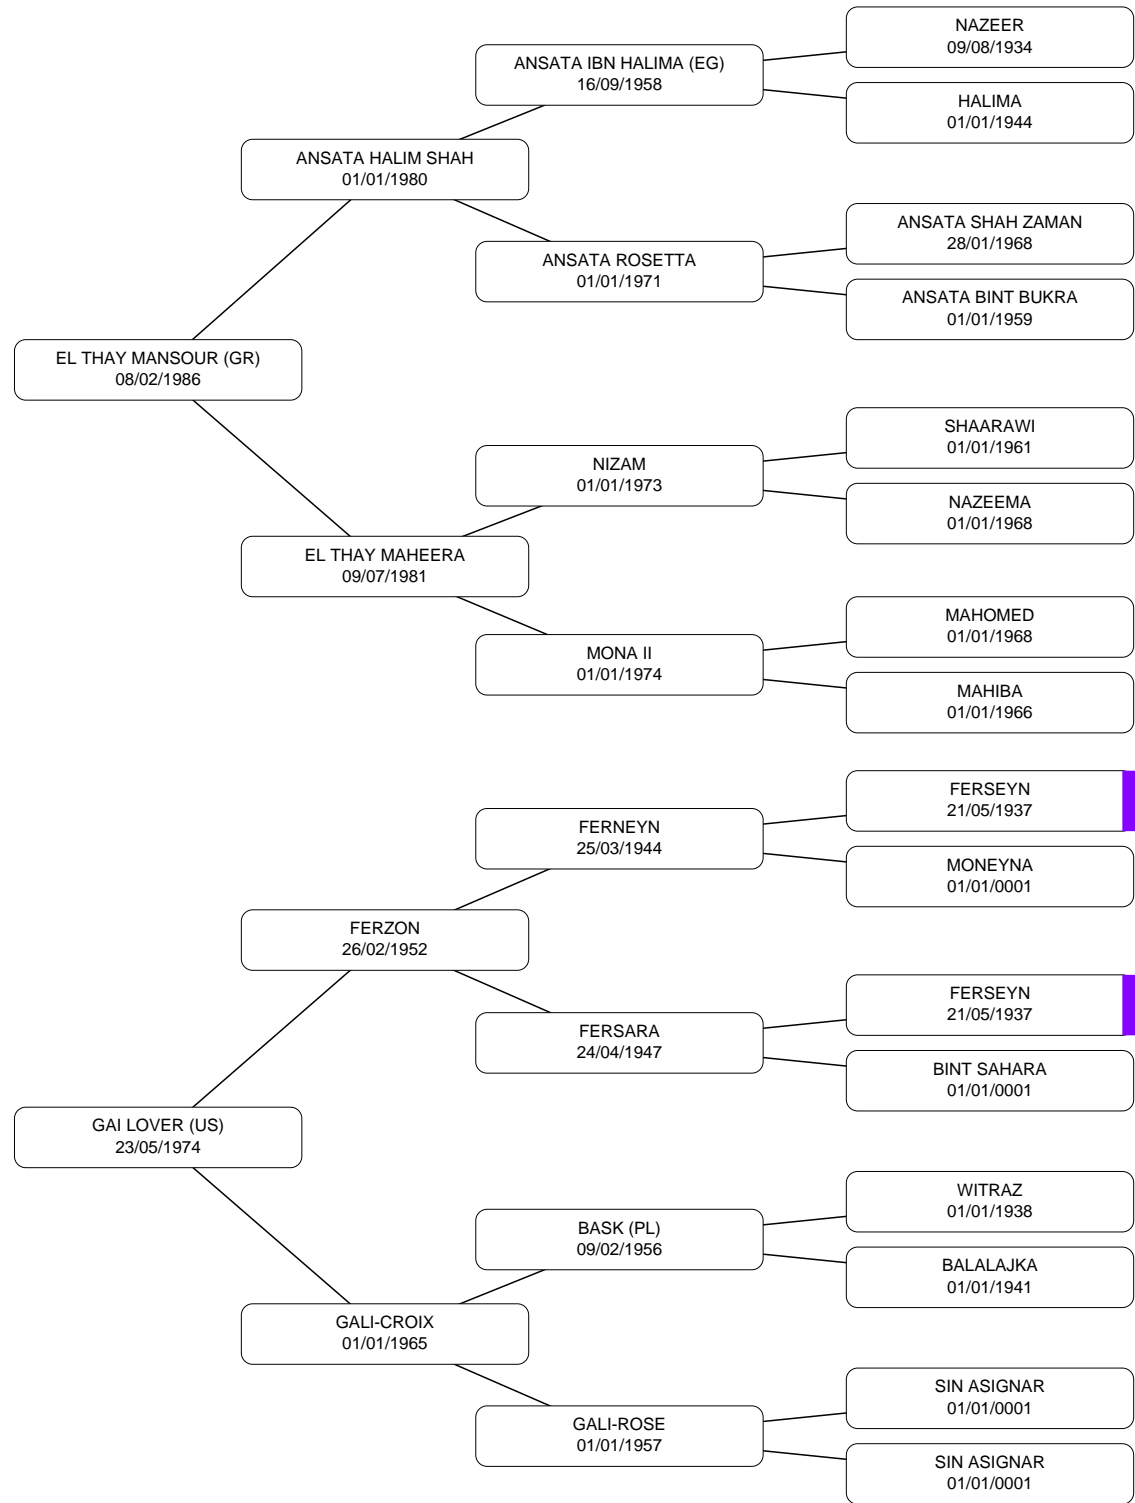 NAZEER
09/08/1934
ANSATA IBN HALIMA (EG)
16/09/1958
HALIMA
01/01/1944
ANSATA HALIM SHAH
01/01/1980
ANSATA SHAH ZAMAN
28/01/1968
ANSATA ROSETTA
01/01/1971
ANSATA BINT BUKRA
01/01/1959
EL THAY MANSOUR (GR)
08/02/1986
SHAARAWI
01/01/1961
NIZAM
01/01/1973
NAZEEMA
01/01/1968
EL THAY MAHEERA
09/07/1981
MAHOMED
01/01/1968
MONA II
01/01/1974
MAHIBA
01/01/1966
FERSEYN
21/05/1937
FERNEYN
25/03/1944
MONEYNA
01/01/0001
FERZON
26/02/1952
FERSEYN
21/05/1937
FERSARA
24/04/1947
BINT SAHARA
01/01/0001
GAI LOVER (US)
23/05/1974
WITRAZ
01/01/1938
BASK (PL)
09/02/1956
BALALAJKA
01/01/1941
GALI-CROIX
01/01/1965
SIN ASIGNAR
01/01/0001
GALI-ROSE
01/01/1957
SIN ASIGNAR
01/01/0001